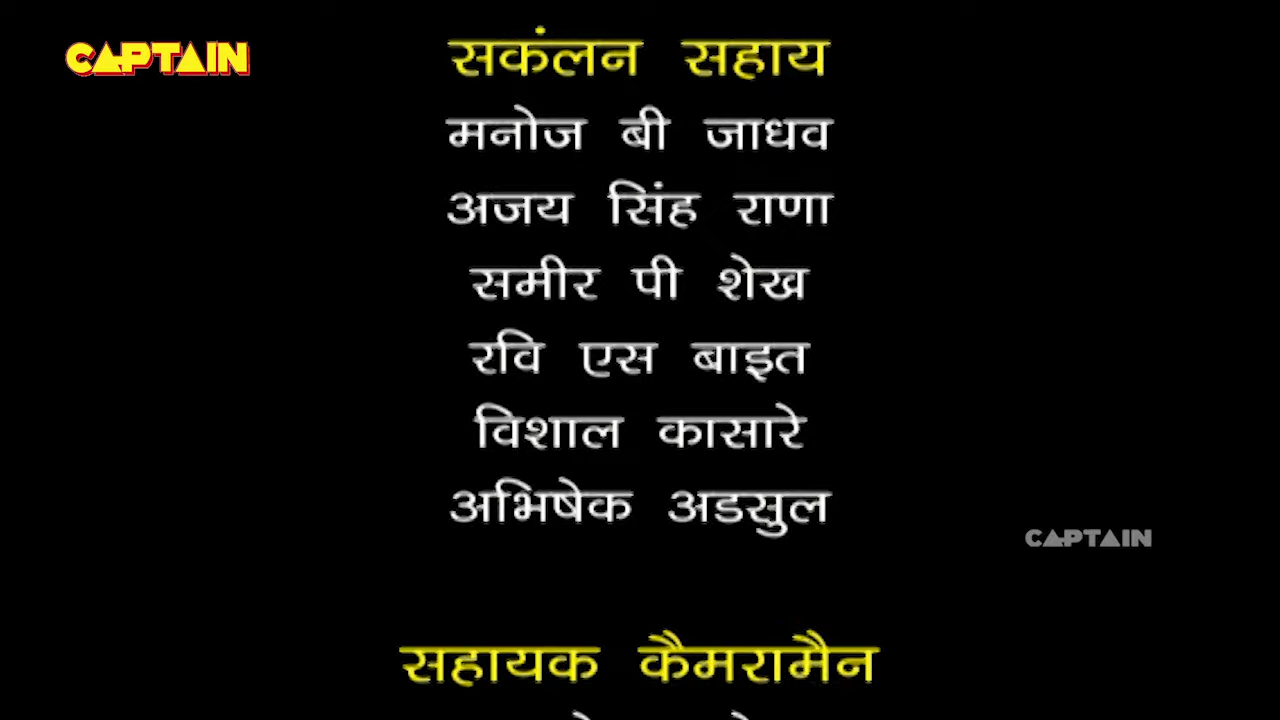 CAPTAIN
सकंलन सहाय
मनोज बी जाधव
अजय सिंह राणा
समीर पी शेख
रवि एस बाइत
विशाल कासारे
अभिषेक अडसुल
CAPTAIN
सहायक कैमरामैन